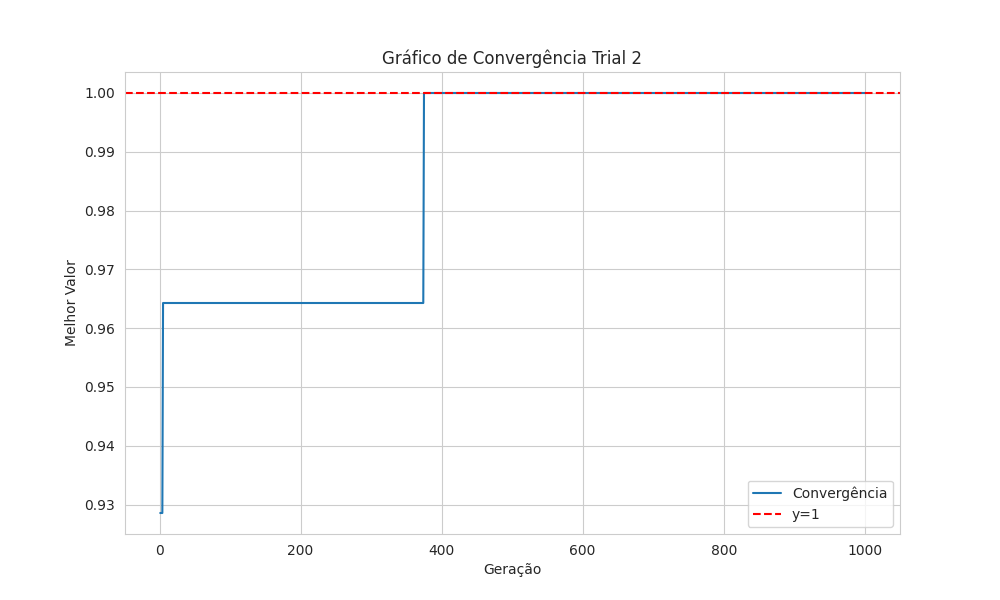 Gráfico de Convergência Trial 2
1.00
0.99
0.98
0.97
0.96
0.95
0.94
0.93
Melhor Valor
0 200 400 600 800 1000
Geração
Convergência
y=1